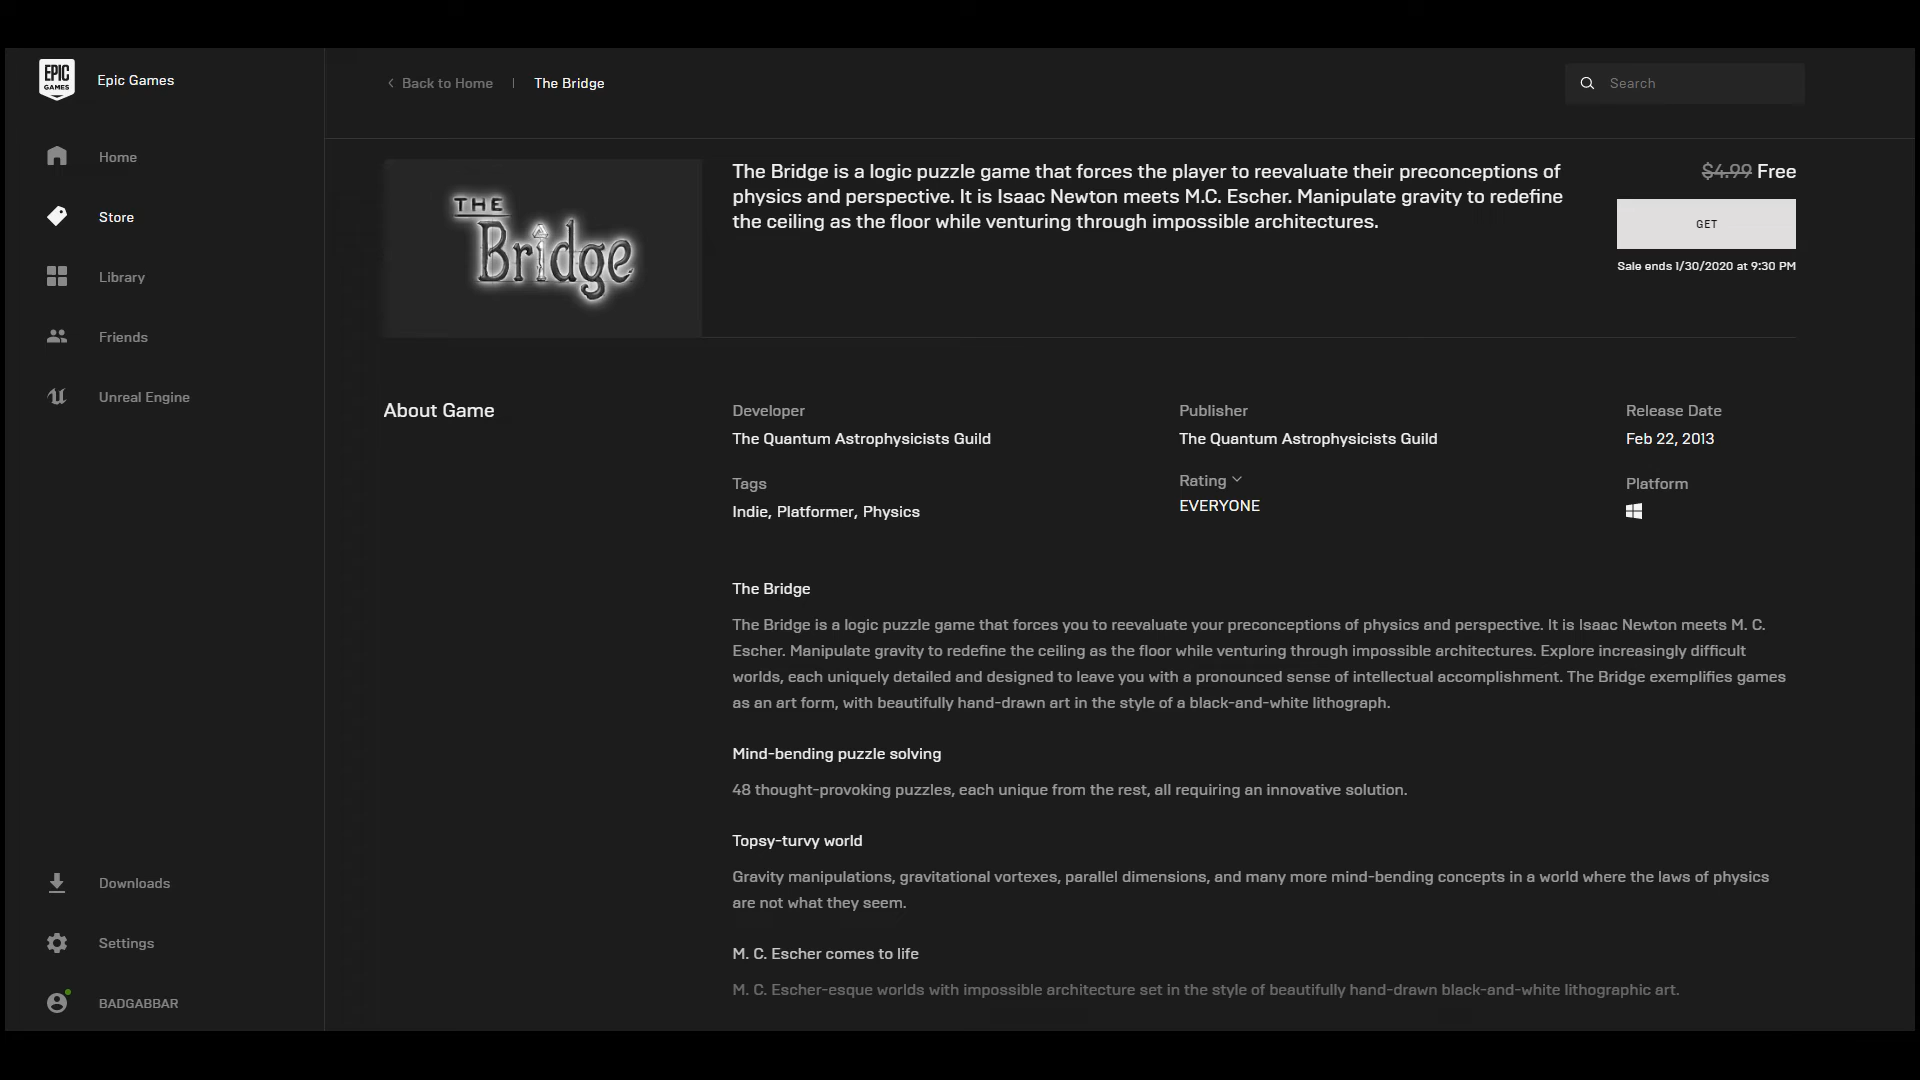 EPIC
GAMES
Epic Games
Back to Home
The Bridge
Search
Home
Store
Library
Friends
Unreal Engine
THE
Bridge
The Bridge is a logic puzzle game that forces the player to reevaluate their preconceptions of
physics and perspective. It is Isaac Newton meets M.C. Escher. Manipulate gravity to redefine
the ceiling as the floor while venturing through impossible architectures.
$4.99 Free
GET
Sale ends 1/30/2020 at 9:30 PM
About Game
Developer
The Quantum Astrophysicists Guild
Publisher
The Quantum Astrophysicists Guild
Release Date
Feb 22, 2013
Tags
Indie, Platformer, Physics
Rating
EVERYONE
Platform
The Bridge
The Bridge is a logic puzzle game that forces you to reevaluate your preconceptions of physics and perspective. It is Isaac Newton meets M. C.
Escher. Manipulate gravity to redefine the ceiling as the floor while venturing through impossible architectures. Explore increasingly difficult
worlds, each uniquely detailed and designed to leave you with a pronounced sense of intellectual accomplishment. The Bridge exemplifies games
as an art form, with beautifully hand-drawn art in the style of a black-and-white lithograph.
Mind-bending puzzle solving
48 thought-provoking puzzles, each unique from the rest, all requiring an innovative solution.
Topsy-turvy world
Gravity manipulations, gravitational vortexes, parallel dimensions, and many more mind-bending concepts in a world where the laws of physics
are not what they seem.
M. C. Escher comes to life
M. C. Escher-esque worlds with impossible architecture set in the style of beautifully hand-drawn black-and-white lithographic art.
Downloads
Settings
BADGABBAR